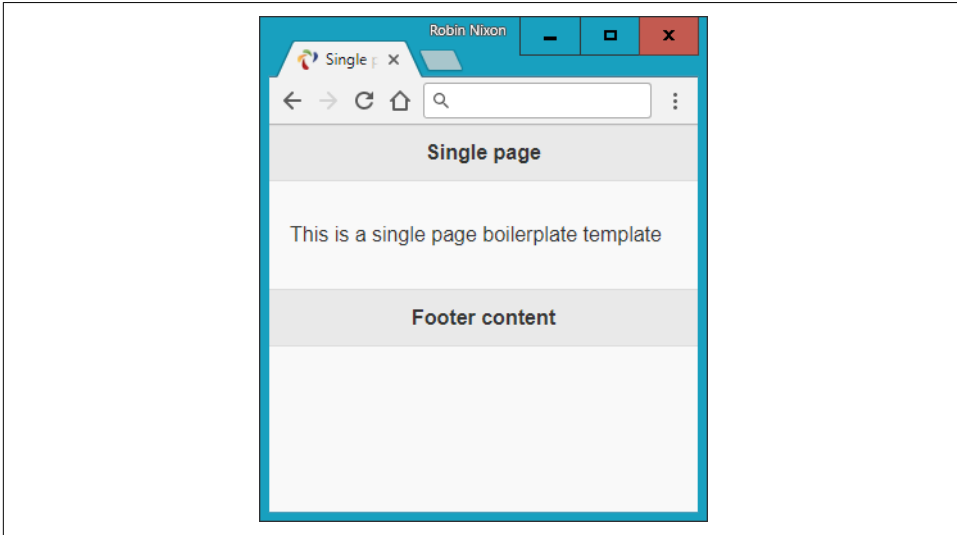 Robin Nixon
Single p
Single page
This is a single page boilerplate template
Footer content